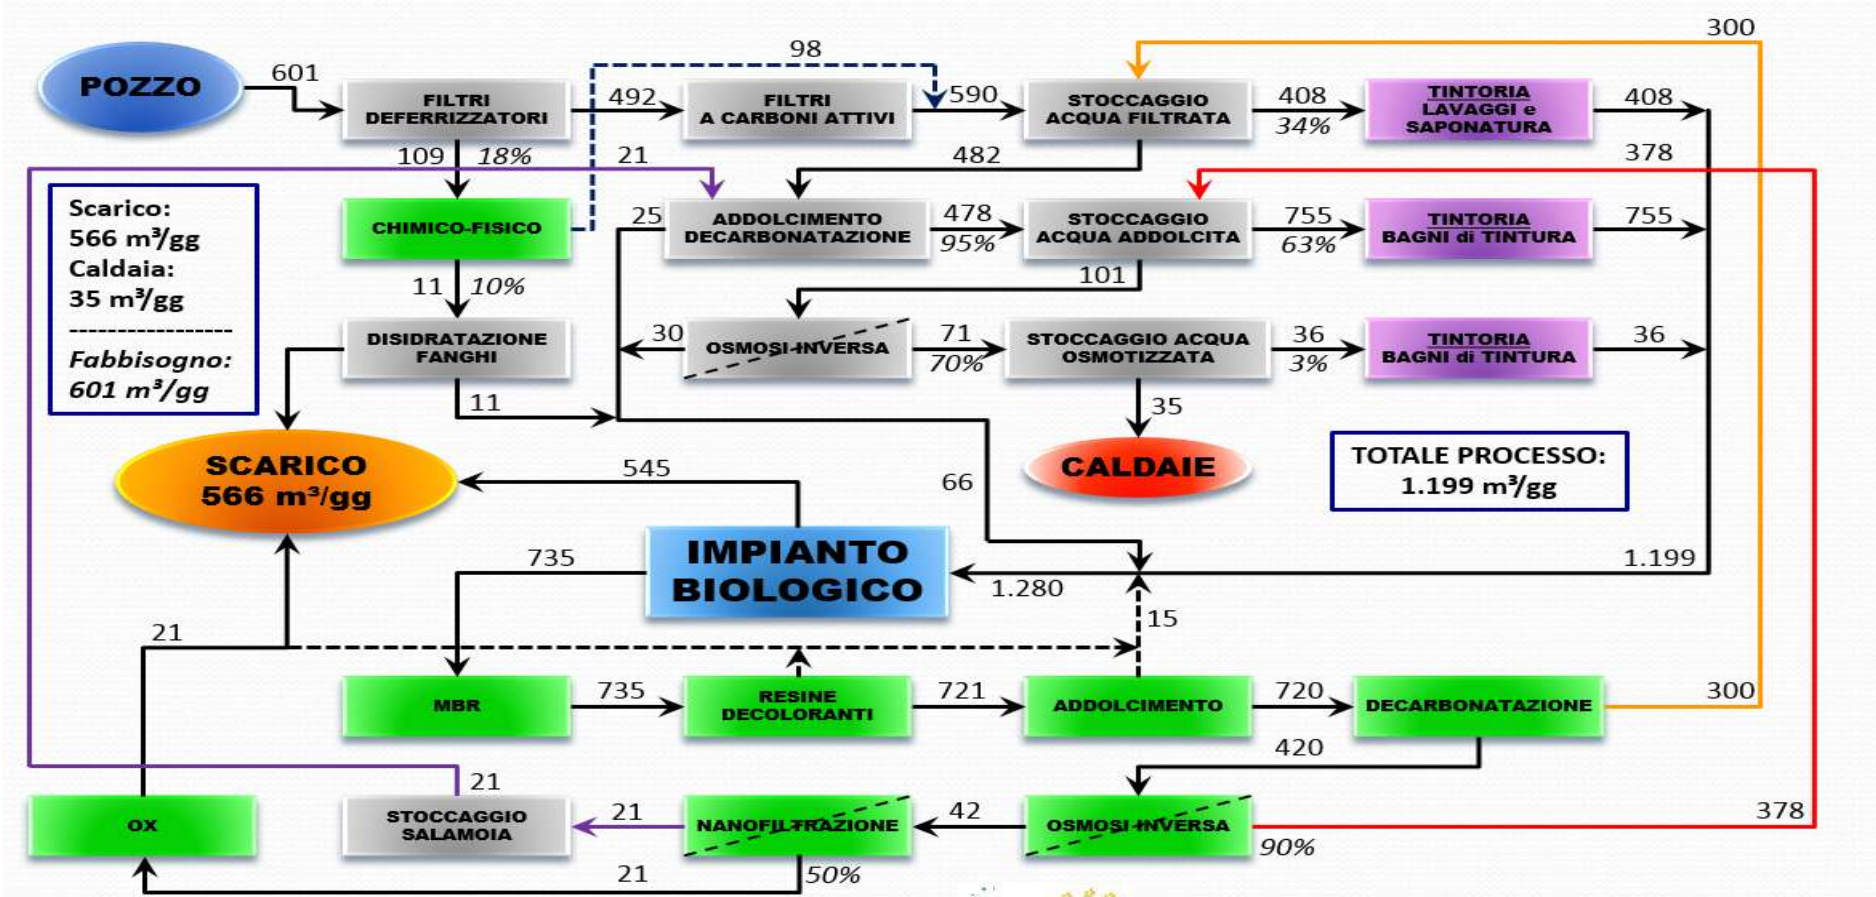 300
98
POZZO
601
FILTRI
DEFERRIZZATORI
492
FILTRI
A CARBONI ATTIVI
590
STOCCAGGIO
ACQUA FILTRATA
408
34%
TINTORIA
LAVAGGI e
SAPONATURA
408
109
18%
21
482
378
Scarico:
566 m³/gg
Caldaia:
35 m³/gg
-----------------
Fabbisogno:
601 m³/gg
CHIMICO-FISICO
25
ADDOLCIMENTO
DECARBONATAZIONE
478
95%
STOCCAGGIO
ACQUA ADDOLCITA
755
63%
TINTORIA
BAGNI di TINTURA
755
11
10%
101
DISIDRATAZIONE
FANGHI
30
OSMOSI INVERSA
71
70%
STOCCAGGIO ACQUA
OSMOTIZZATA
36
3%
TINTORIA
BAGNI di TINTURA
36
11
35
SCARICO
566 m³/gg
545
66
CALDAIE
TOTALE PROCESSO:
1.199 m³/gg
735
IMPIANTO
BIOLOGICO
1.280
1.199
21
15
MBR
735
RESINE
DECOLORANTI
721
ADDOLCIMENTO
720
DECARBONATAZIONE
300
420
21
OX
STOCCAGGIO
SALAMOIA
21
NANOFILTRAZIONE
42
OSMOSI INVERSA
90%
378
21
50%